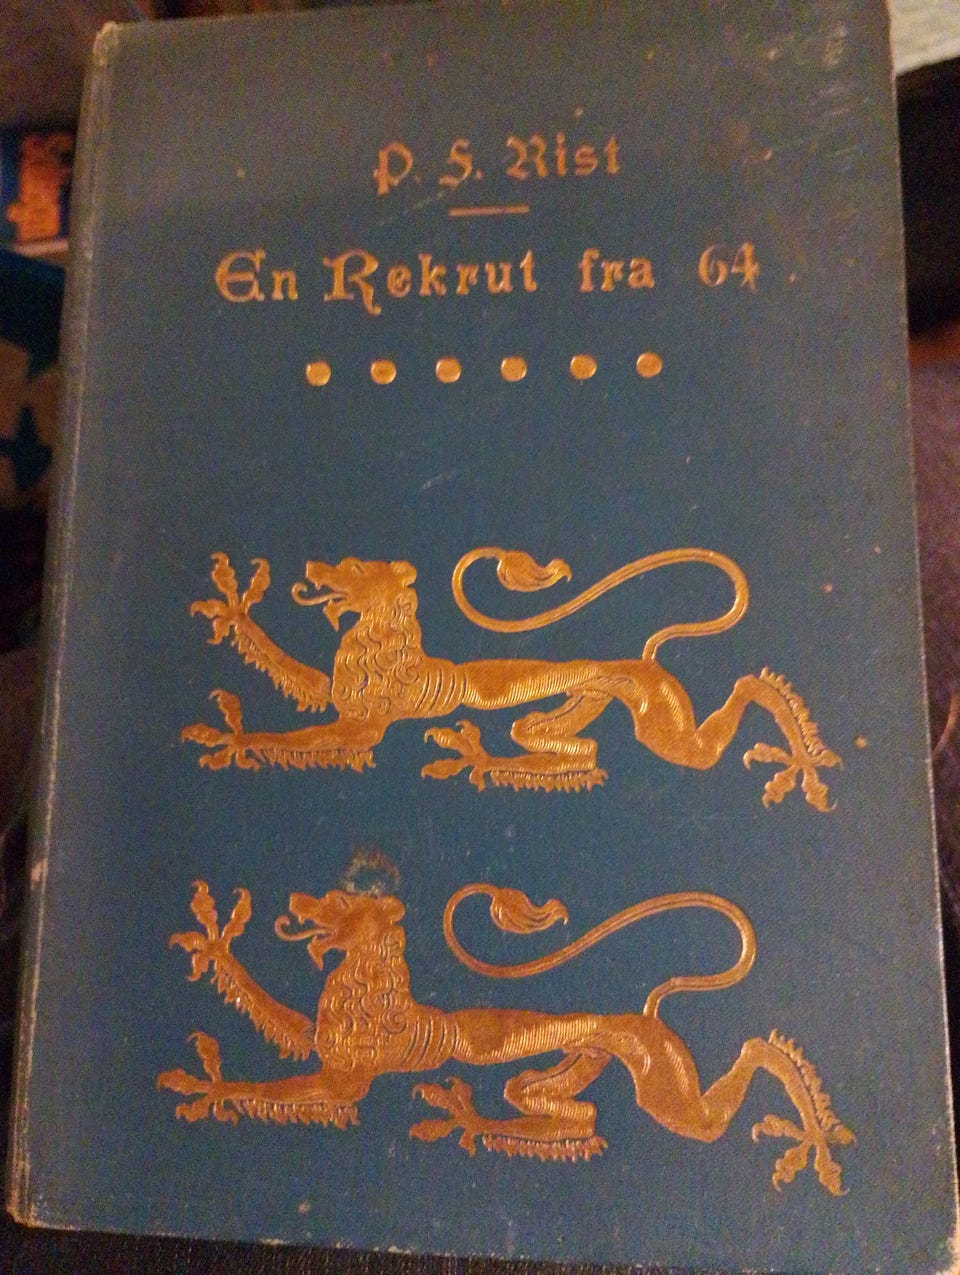 P. F. Rist
En Rekrut fra 64